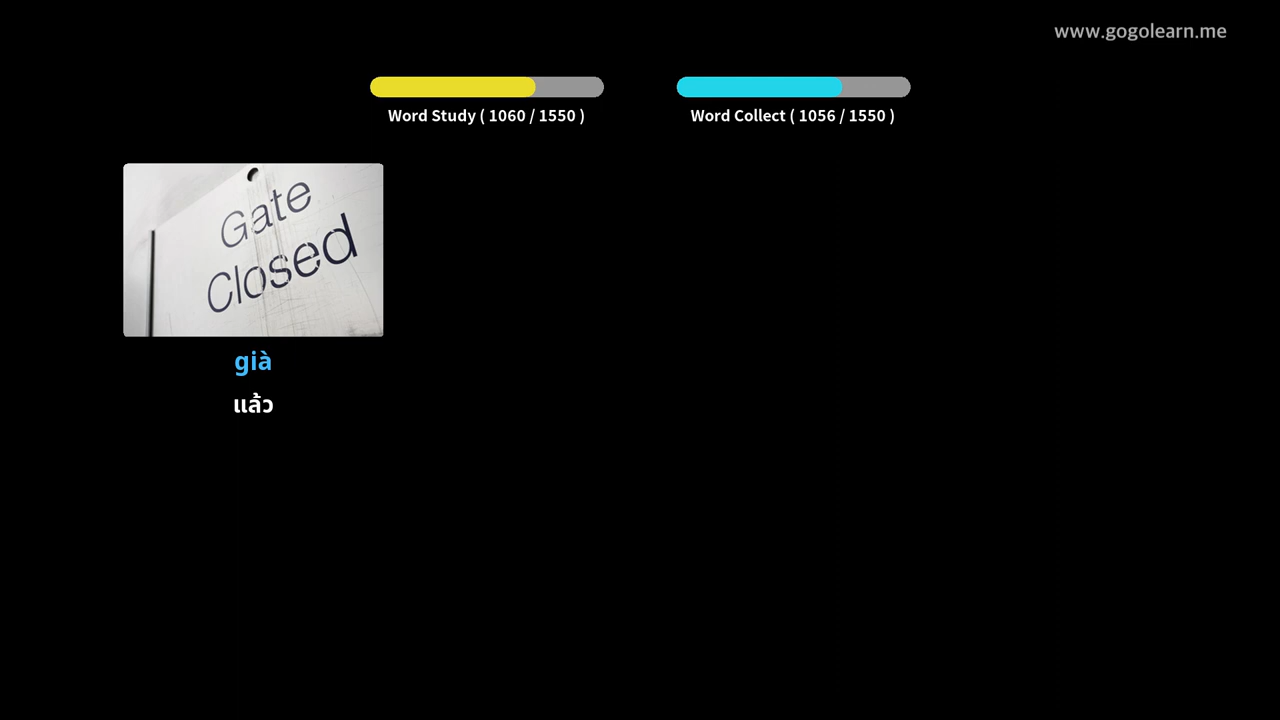 www.gogolearn.me
Word Study ( 1060 / 1550 )
Word Collect ( 1056 / 1550 )
Gate
Closed
già
แล้ว